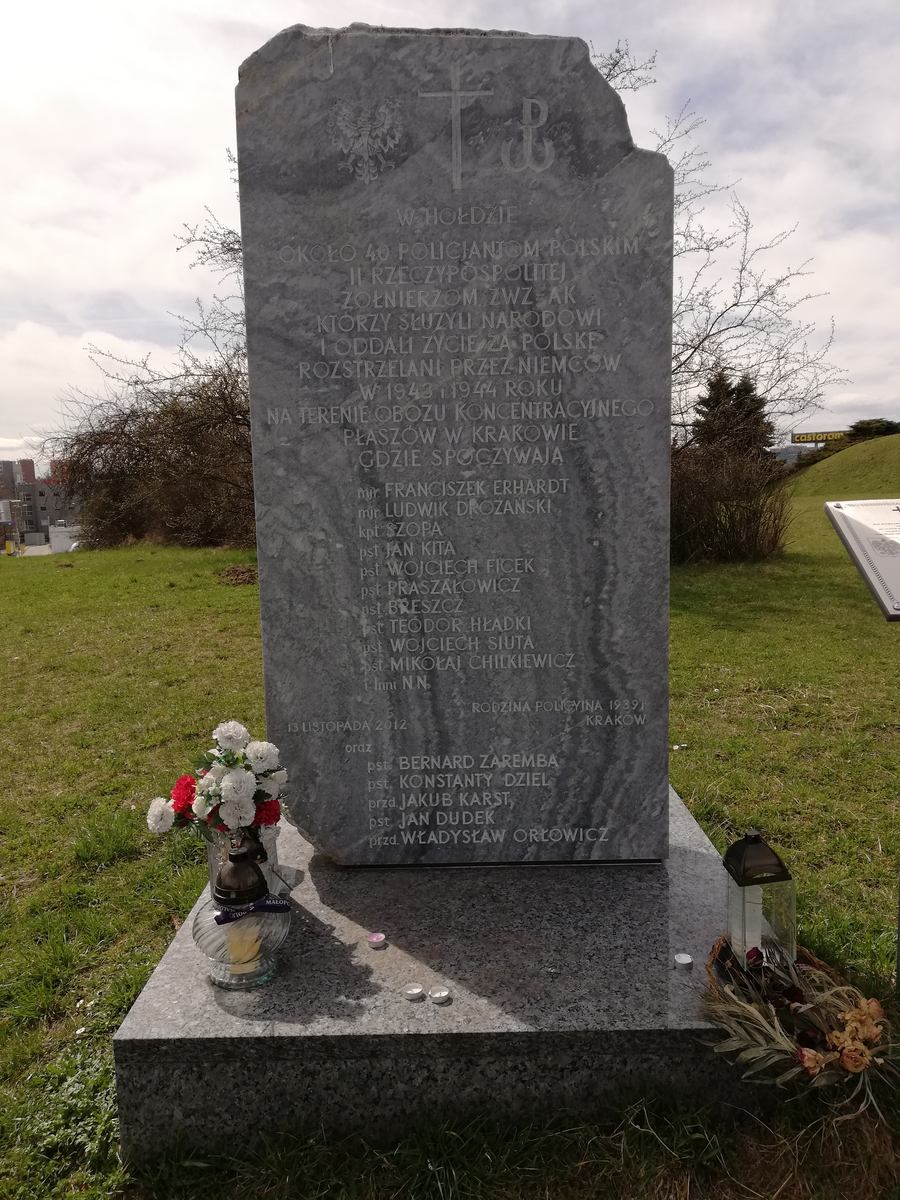 W HOŁDZIE
OKOŁO 40 POLICJANTOM POLSKIM
II RZECZYPOSPOLITEJ
ŻOŁNIERZOM ZWZ AK
KTÓRZY SŁUŻYLI NARODOWI
I ODDALI ŻYCIE ZA POLSKĘ
ROZSTRZELANI PRZEZ NIEMCÓW
W 1943 i 1944 ROKU
NA TERENIE OBOZU KONCENTRACYJNEGO
PŁASZÓW W KRAKOWIE
GDZIE SPOCZYWAJĄ
mjr FRANCISZEK ERHARDT
mjr LUDWIK DROŻAŃSKI
kpt SZOPA
pst JAN KITA
pst WOJCIECH FICEK
pst PRASZAŁOWICZ
pst BRESZCZ
pst TEODOR HŁADKI
pst WOJCIECH SIUTA
pst MIKOŁAJ CHILKIEWICZ
i inni N.N.
RODZINA POLICYJNA 1939r
13 LISTOPADA 2012 KRAKÓW
oraz
pst. BERNARD ZAREMBA
pst. KONSTANTY DZIEL
przd. JAKUB KARST,
pst. JAN DUDEK
przd. WŁADYSŁAW ORŁOWICZ
castorama